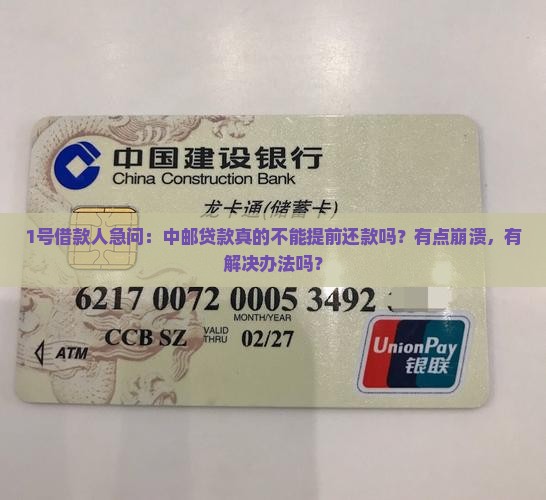 中国建设银行
China Construction Bank
龙卡通(储蓄卡)
1号借款人急问：中邮贷款真的不能提前还款吗？有点崩溃，有
解决办法吗？
6217 0072 0005 3492
MONTH/YEAR
CCB SZ VALID THRU 02/27
ATM
UnionPay
银联